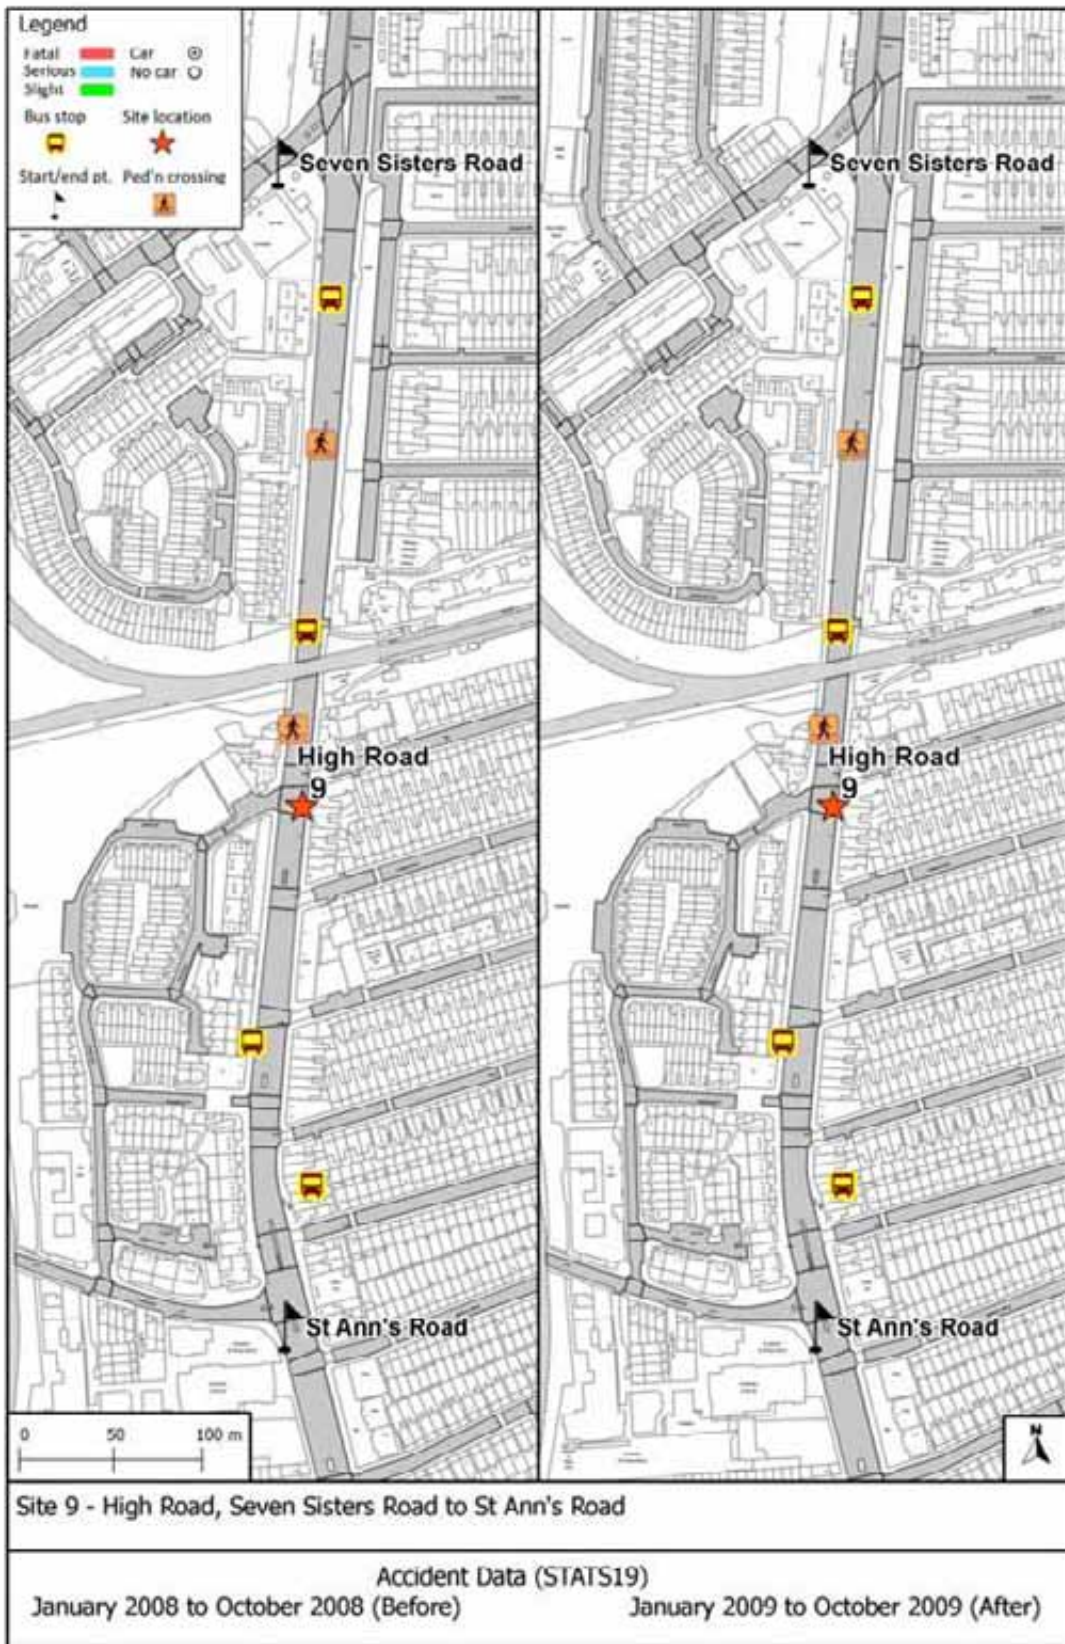 Legend
Fatal Car
Serious No car
Slight
Bus stop Site location
Start/end pt. Ped'n crossing
Seven Sisters Road
Seven Sisters Road
High Road
9
High Road
9
St Ann's Road
St Ann's Road
0 50 100 m
N
Site 9 - High Road, Seven Sisters Road to St Ann's Road
Accident Data (STATS19)
January 2008 to October 2008 (Before) January 2009 to October 2009 (After)